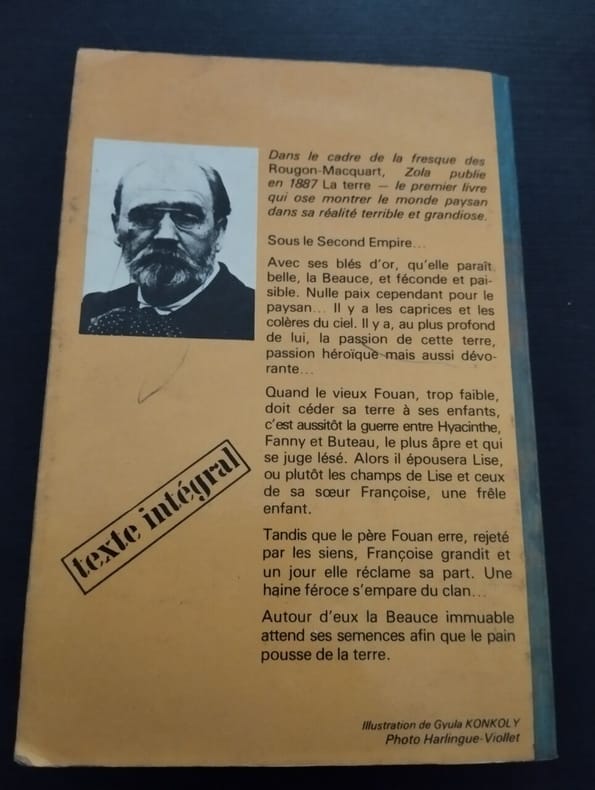 Dans le cadre de la fresque des
Rougon-Macquart, Zola publie
en 1887 La terre — le premier livre
qui ose montrer le monde paysan
dans sa réalité terrible et grandiose.
Sous le Second Empire...
Avec ses blés d'or, qu'elle paraît
belle, la Beauce, et féconde et pai-
sible. Nulle paix cependant pour le
paysan... Il y a les caprices et les
colères du ciel. Il y a, au plus profond
de lui, la passion de cette terre,
passion héroïque mais aussi dévo-
rante...
Quand le vieux Fouan, trop faible,
doit céder sa terre à ses enfants,
c'est aussitôt la guerre entre Hyacinthe,
Fanny et Buteau, le plus âpre et qui
se juge lésé. Alors il épousera Lise,
ou plutôt les champs de Lise et ceux
de sa sœur Françoise, une frêle
enfant.
Tandis que le père Fouan erre, rejeté
par les siens, Françoise grandit et
un jour elle réclame sa part. Une
haine féroce s'empare du clan...
Autour d'eux la Beauce immuable
attend ses semences afin que le pain
pousse de la terre.
texte intégral
Illustration de Gyula KONKOLY
Photo Harlingue-Viollet